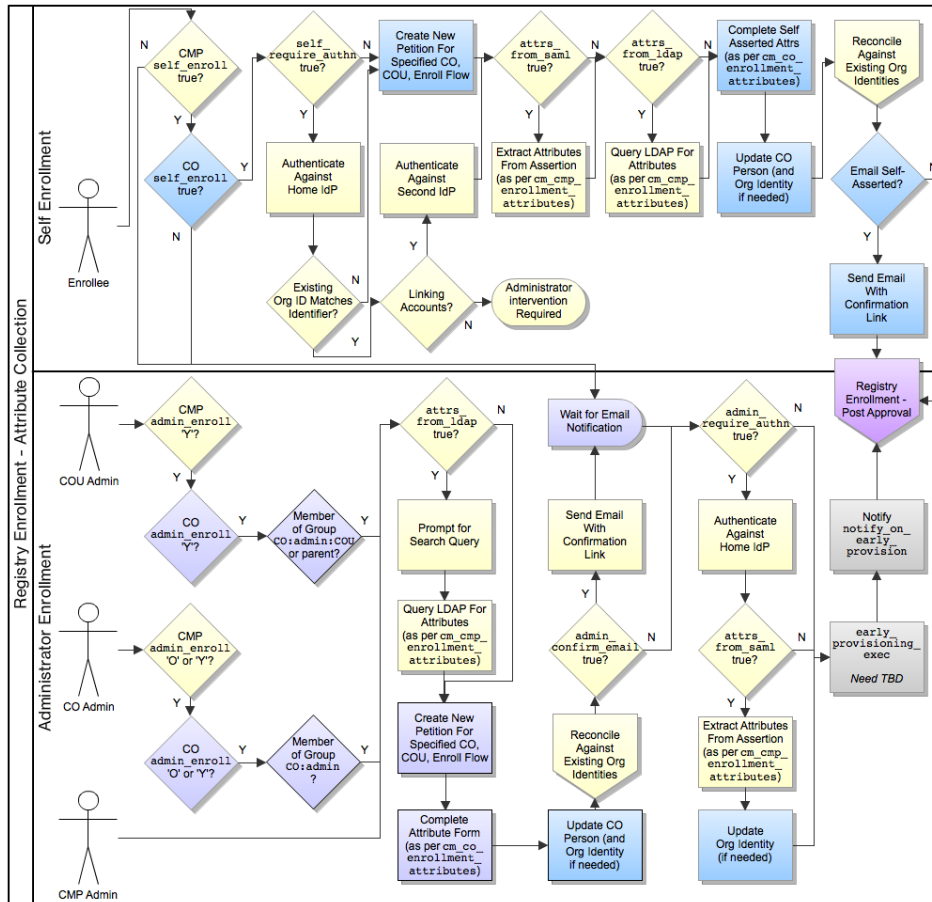 Registry Enrollment - Attribute Collection
Self Enrollment
Enrollee
N
CMP
self_enroll
true?
Y
CO
self_enroll
true?
Y
N
self_
require_authn
true?
N
Y
Authenticate
Against
Home IdP
Existing
Org ID Matches
Identifier?
N
Y
Create New
Petition For
Specified CO,
COU, Enroll Flow
Authenticate
Against
Second IdP
Y
Linking
Accounts?
N
Administrator
intervention
Required
attrs_
from_saml
true?
N
Y
Extract Attributes
From Assertion
(as per cm_cmp_
enrollment_
attributes)
attrs_
from_ldap
true?
N
Y
Query LDAP For
Attributes
(as per cm_cmp_
enrollment_
attributes)
Complete Self
Asserted Attrs
(as per cm_co_
enrollment_
attributes)
Update CO
Person (and
Org Identity
if needed)
Reconcile
Against
Existing Org
Identities
Email Self-
Asserted?
N
Y
Send Email
With
Confirmation
Link
Registry
Enrollment -
Post Approval
Administrator Enrollment
COU Admin
CMP
admin_enroll
'Y'?
Y
CO
admin_enroll
'Y'?
Y
Member
of Group
CO:admin:COU
or parent?
Y
CO Admin
CMP
admin_enroll
'O' or 'Y'?
Y
CO
admin_enroll
'O' or 'Y'?
Y
Member
of Group
CO:admin
?
Y
CMP Admin
attrs_
from_ldap
true?
N
Y
Prompt for
Search Query
Query LDAP For
Attributes
(as per cm_cmp_
enrollment_
attributes)
Create New
Petition For
Specified CO,
COU, Enroll Flow
Complete
Attribute Form
(as per cm_co_
enrollment_
attributes)
Update CO
Person (and
Org Identity
if needed)
Reconcile
Against
Existing Org
Identities
admin_
confirm_email
true?
N
Y
Send Email
With
Confirmation
Link
Wait for Email
Notification
admin_
require_authn
true?
N
Y
Authenticate
Against
Home IdP
attrs_
from_saml
true?
N
Y
Extract Attributes
From Assertion
(as per cm_cmp_
enrollment_
attributes)
Update
Org Identity
(if needed)
early_
provisioning_
exec
Need TBD
Notify
notify_on_
early_
provision